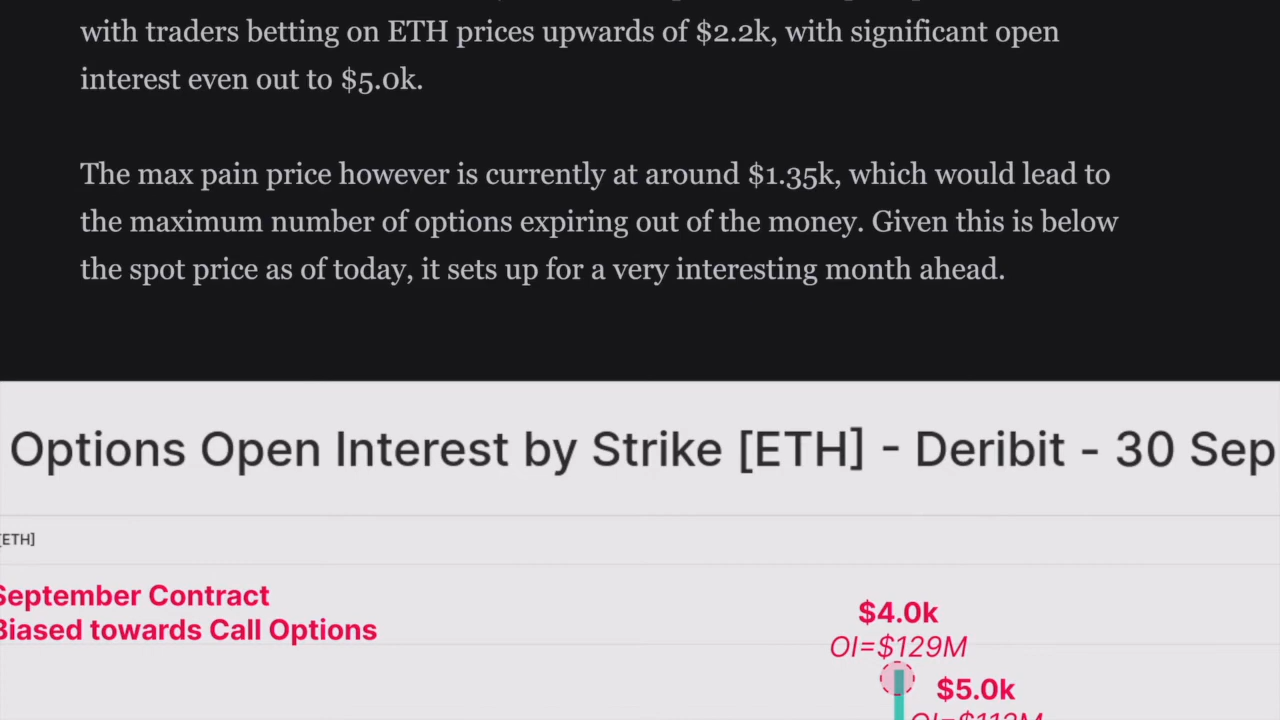 with traders betting on ETH prices upwards of $2.2k, with significant open
interest even out to $5.0k.
The max pain price however is currently at around $1.35k, which would lead to
the maximum number of options expiring out of the money. Given this is below
the spot price as of today, it sets up for a very interesting month ahead.
Options Open Interest by Strike [ETH] - Deribit - 30 Sep
[ETH]
September Contract
Biased towards Call Options
$4.0k
OI=$129M
$5.0k